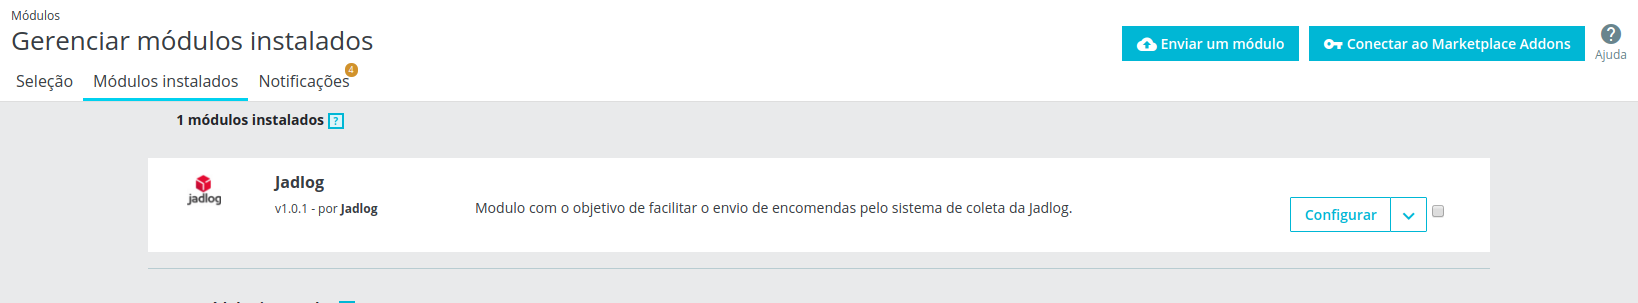 Módulos
Gerenciar módulos instalados
Enviar um módulo
Conectar ao Marketplace Addons
?
Ajuda
Seleção
Módulos instalados
Notificações
4
1 módulos instalados ?
jadlog
Jadlog
v1.0.1 - por Jadlog
Modulo com o objetivo de facilitar o envio de encomendas pelo sistema de coleta da Jadlog.
Configurar